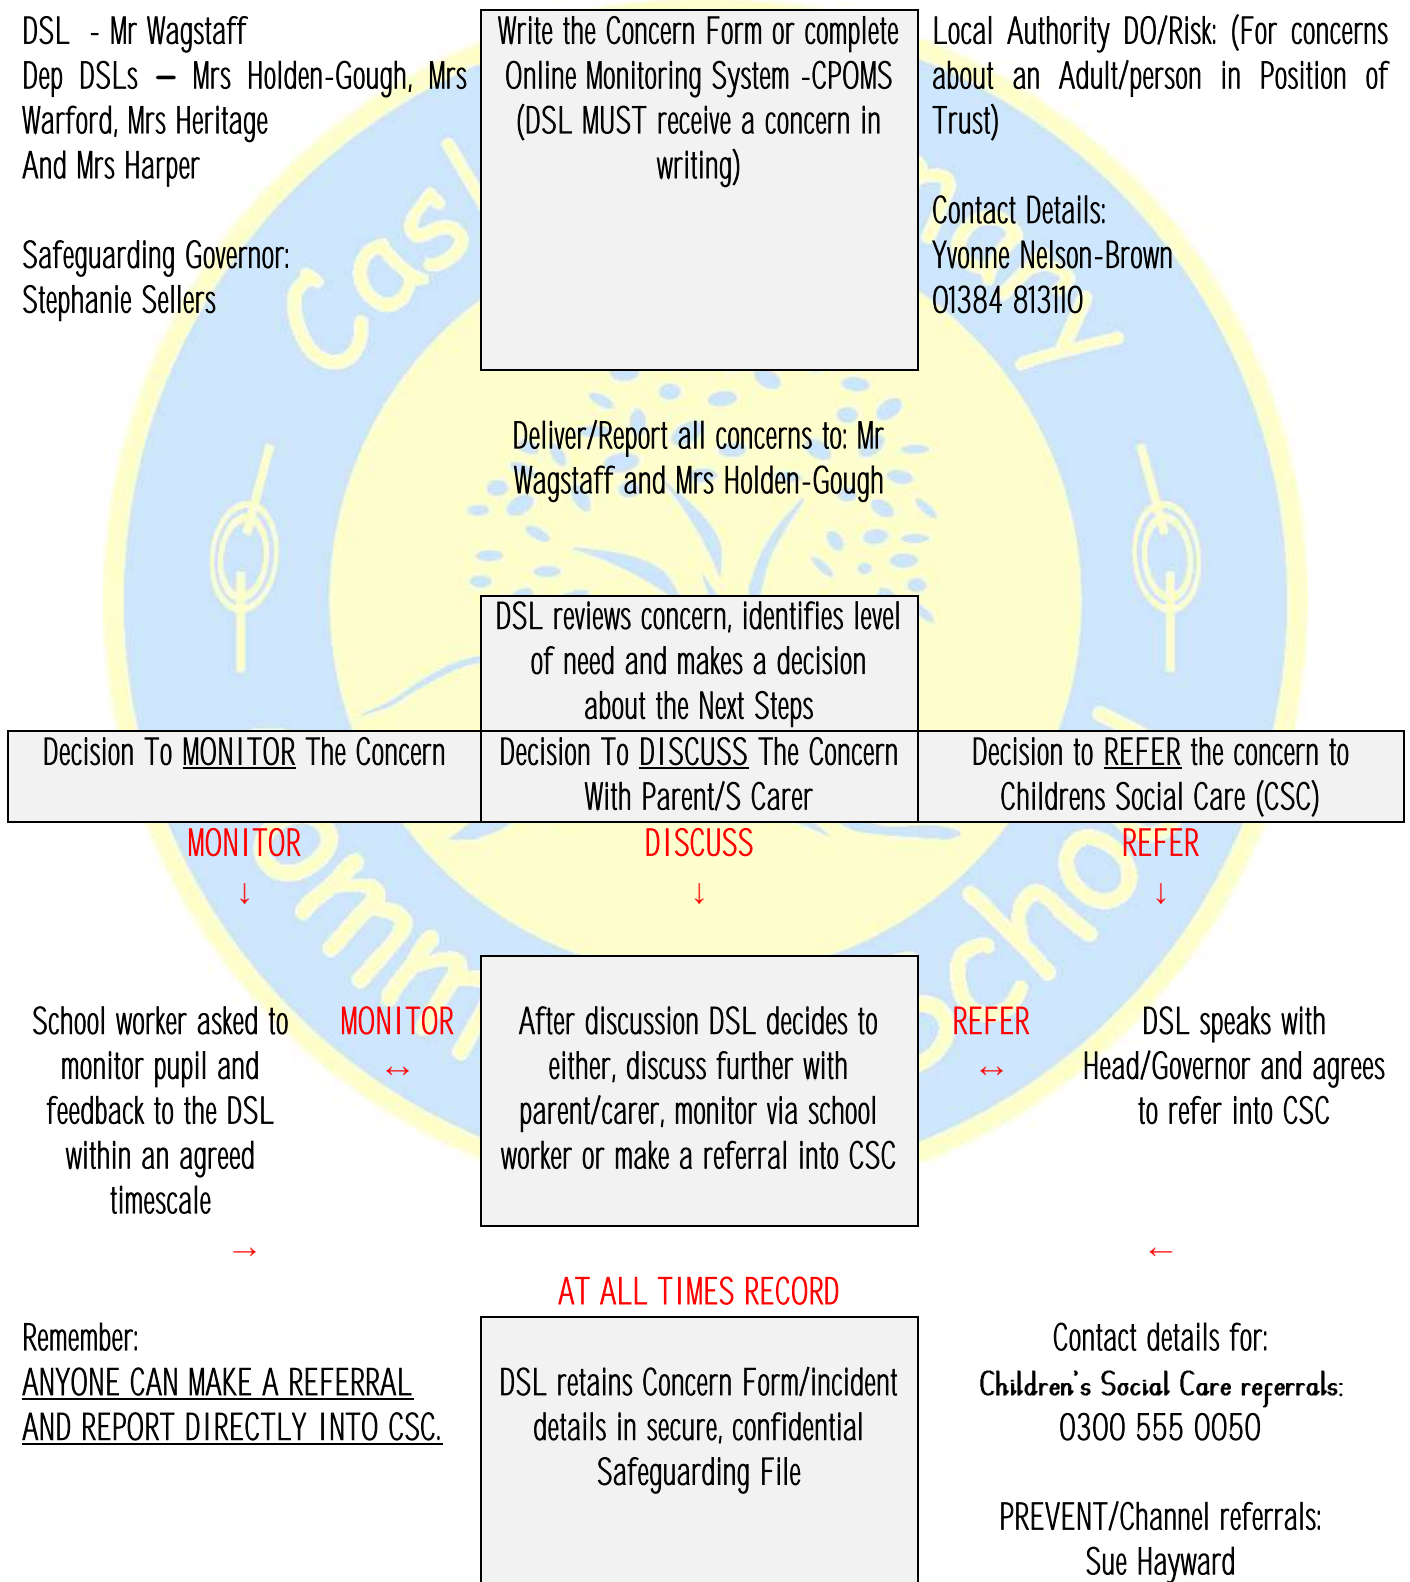 DSL - Mr Wagstaff
Dep DSLs – Mrs Holden-Gough, Mrs
Warford, Mrs Heritage
And Mrs Harper
Safeguarding Governor:
Stephanie Sellers
Write the Concern Form or complete
Online Monitoring System -CPOMS
(DSL MUST receive a concern in
writing)
Local Authority DO/Risk: (For concerns
about an Adult/person in Position of
Trust)
Contact Details:
Yvonne Nelson-Brown
01384 813110
Deliver/Report all concerns to: Mr
Wagstaff and Mrs Holden-Gough
DSL reviews concern, identifies level
of need and makes a decision
about the Next Steps
Decision To MONITOR The Concern
Decision To DISCUSS The Concern
With Parent/S Carer
Decision to REFER the concern to
Childrens Social Care (CSC)
MONITOR
↓
DISCUSS
↓
REFER
↓
School worker asked to
monitor pupil and
feedback to the DSL
within an agreed
timescale
MONITOR
↔
After discussion DSL decides to
either, discuss further with
parent/carer, monitor via school
worker or make a referral into CSC
REFER
↔
DSL speaks with
Head/Governor and agrees
to refer into CSC
→
←
AT ALL TIMES RECORD
Remember:
ANYONE CAN MAKE A REFERRAL
AND REPORT DIRECTLY INTO CSC.
DSL retains Concern Form/incident
details in secure, confidential
Safeguarding File
Contact details for:
Children's Social Care referrals:
0300 555 0050
PREVENT/Channel referrals:
Sue Hayward
School